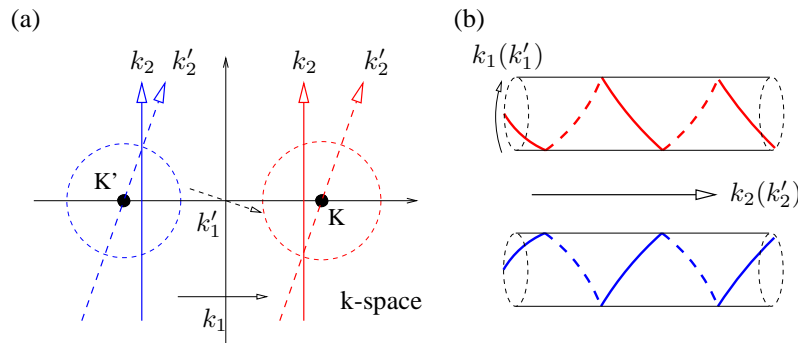 (a)
(b)
k₂ k₂′ k₂ k₂′
k₁(k₁′)
K’
k₁′
K
k₂(k₂′)
k₁
k-space